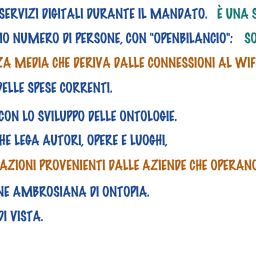 SERVIZI DIGITALI DURANTE IL MANDATO. È UNA S
NUMERO DI PERSONE, CON "OPENBILANCIO": SO
ZA MEDIA CHE DERIVA DALLE CONNESSIONI AL WIF
DELLE SPESE CORRENTI.
CON LO SVILUPPO DELLE ONTOLOGIE.
HE LEGA AUTORI, OPERE E LUOGHI,
AZIONI PROVENIENTI DALLE AZIENDE CHE OPERANO
NE AMBROSIANA DI ONTOPIA.
DI VISTA.